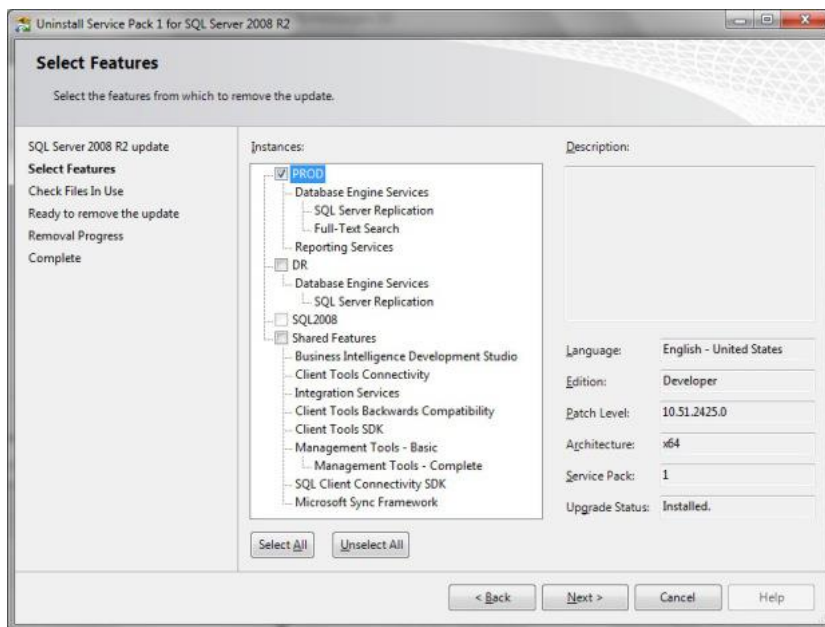 Uninstall Service Pack 1 for SQL Server 2008 R2
Select Features
Select the features from which to remove the update.
SQL Server 2008 R2 update
Select Features
Check Files In Use
Ready to remove the update
Removal Progress
Complete
Instances:
PROD
Database Engine Services
SQL Server Replication
Full-Text Search
Reporting Services
DR
Database Engine Services
SQL Server Replication
SQL2008
Shared Features
Business Intelligence Development Studio
Client Tools Connectivity
Integration Services
Client Tools Backwards Compatibility
Client Tools SDK
Management Tools - Basic
Management Tools - Complete
SQL Client Connectivity SDK
Microsoft Sync Framework
Select All
Unselect All
Description:
Language: English - United States
Edition: Developer
Patch Level: 10.51.2425.0
Architecture: x64
Service Pack: 1
Upgrade Status: Installed.
< Back
Next >
Cancel
Help